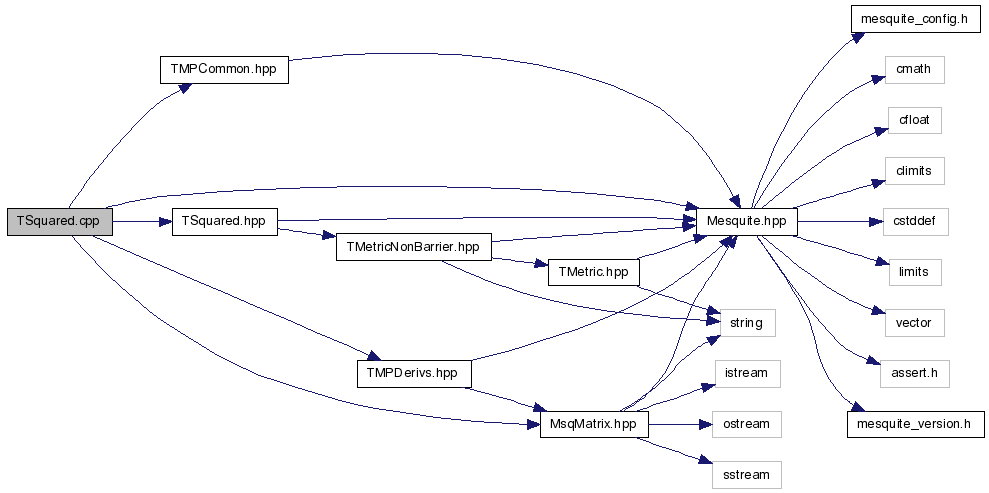 mesquite_config.h
TMPCommon.hpp
cmath
cfloat
climits
TSquared.cpp
TSquared.hpp
Mesquite.hpp
cstddef
TMetricNonBarrier.hpp
TMetric.hpp
limits
string
vector
TMPDerivs.hpp
istream
assert.h
MsqMatrix.hpp
ostream
mesquite_version.h
sstream